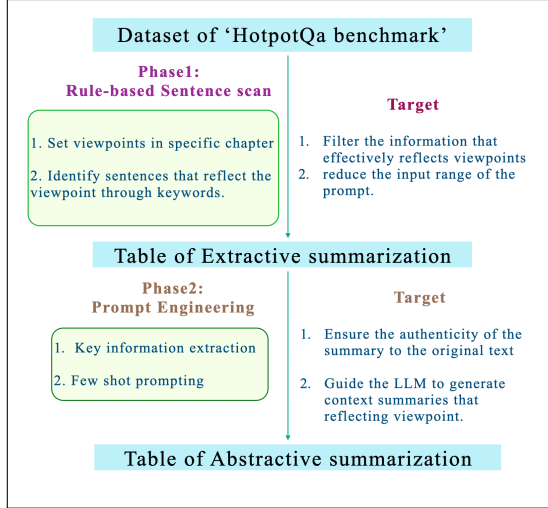 Dataset of ‘HotpotQa benchmark’
Phase1:
Rule-based Sentence scan
1. Set viewpoints in specific chapter
2. Identify sentences that reflect the
viewpoint through keywords.
Target
1. Filter the information that
effectively reflects viewpoints
2. reduce the input range of the
prompt.
Table of Extractive summarization
Phase2:
Prompt Engineering
1. Key information extraction
2. Few shot prompting
Target
1. Ensure the authenticity of the
summary to the original text
2. Guide the LLM to generate
context summaries that
reflecting viewpoint.
Table of Abstractive summarization